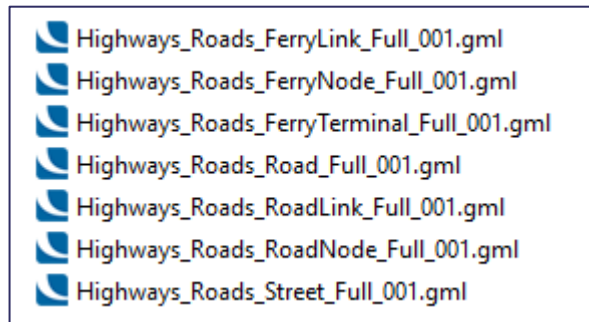 Highways_Roads_FerryLink_Full_001.gml
Highways_Roads_FerryNode_Full_001.gml
Highways_Roads_FerryTerminal_Full_001.gml
Highways_Roads_Road_Full_001.gml
Highways_Roads_RoadLink_Full_001.gml
Highways_Roads_RoadNode_Full_001.gml
Highways_Roads_Street_Full_001.gml